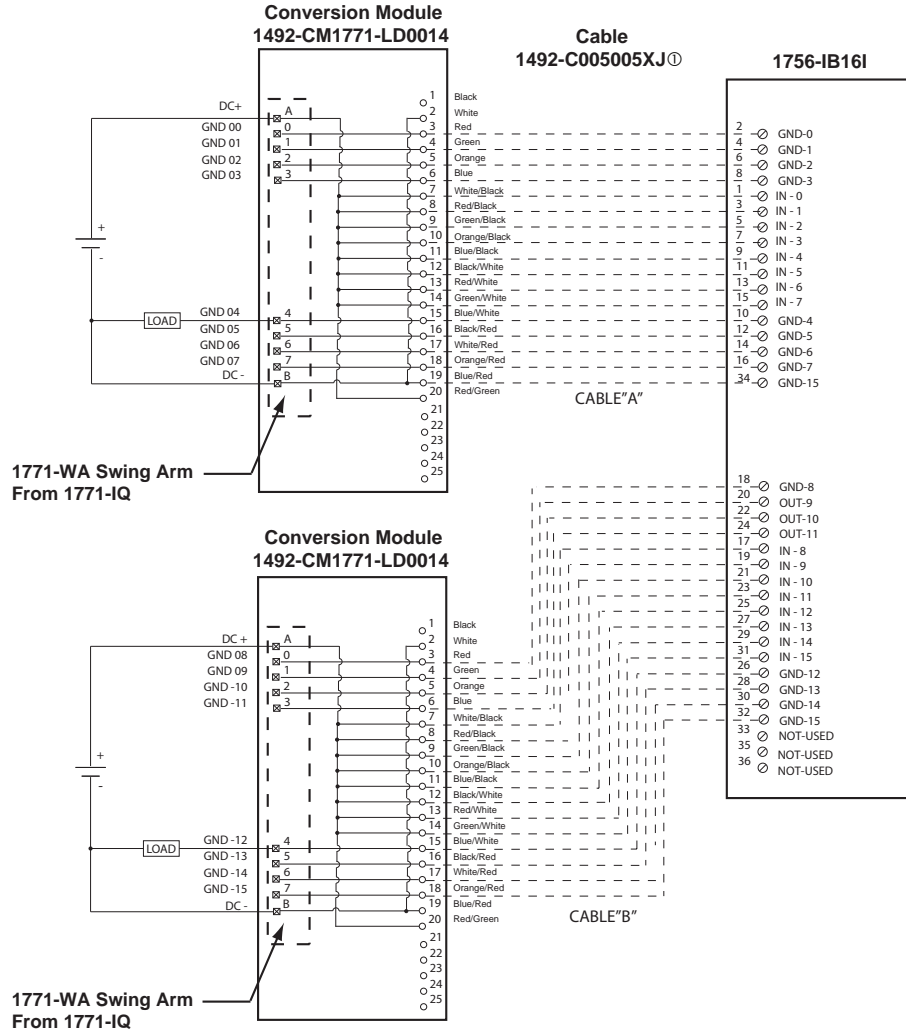 Conversion Module
1492-CM1771-LD0014
Cable
1492-C005005XJ①
1756-IB16I
DC+
GND 00
GND 01
GND 02
GND 03
+
-
LOAD
GND 04
GND 05
GND 06
GND 07
DC -
A
0
1
2
3
4
5
6
7
B
1 Black
2 White
3 Red
4 Green
5 Orange
6 Blue
7 White/Black
8 Red/Black
9 Green/Black
10 Orange/Black
11 Blue/Black
12 Black/White
13 Red/White
14 Green/White
15 Blue/White
16 Black/Red
17 White/Red
18 Orange/Red
19 Blue/Red
20 Red/Green
21
22
23
24
25
CABLE"A"
2 GND-0
4 GND-1
6 GND-2
8 GND-3
1 IN - 0
3 IN - 1
5 IN - 2
7 IN - 3
9 IN - 4
11 IN - 5
13 IN - 6
15 IN - 7
10 GND-4
12 GND-5
14 GND-6
16 GND-7
34 GND-15
1771-WA Swing Arm
From 1771-IQ
18 GND-8
20 OUT-9
22 OUT-10
24 OUT-11
17 IN - 8
19 IN - 9
21 IN - 10
23 IN - 11
25 IN - 12
27 IN - 13
29 IN - 14
31 IN - 15
26 GND-12
28 GND-13
30 GND-14
32 GND-15
33 NOT-USED
35 NOT-USED
36 NOT-USED
Conversion Module
1492-CM1771-LD0014
DC +
GND 08
GND 09
GND -10
GND -11
+
-
LOAD
GND -12
GND -13
GND -14
GND -15
DC -
A
0
1
2
3
4
5
6
7
B
1 Black
2 White
3 Red
4 Green
5 Orange
6 Blue
7 White/Black
8 Red/Black
9 Green/Black
10 Orange/Black
11 Blue/Black
12 Black/White
13 Red/White
14 Green/White
15 Blue/White
16 Black/Red
17 White/Red
18 Orange/Red
19 Blue/Red
20 Red/Green
21
22
23
24
25
CABLE"B"
1771-WA Swing Arm
From 1771-IQ